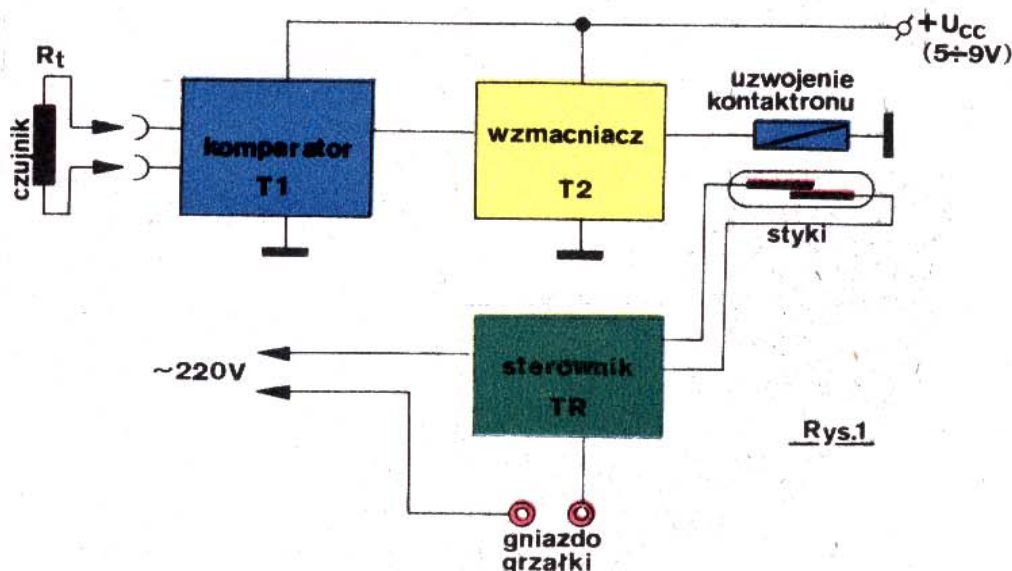 +UCC
(5÷9V)
Rt
czujnik
komparator
T1
wzmacniacz
T2
uzwojenie
kontaktronu
styki
~220V
sterownik
TR
Rys.1
gniazdo
grzałki